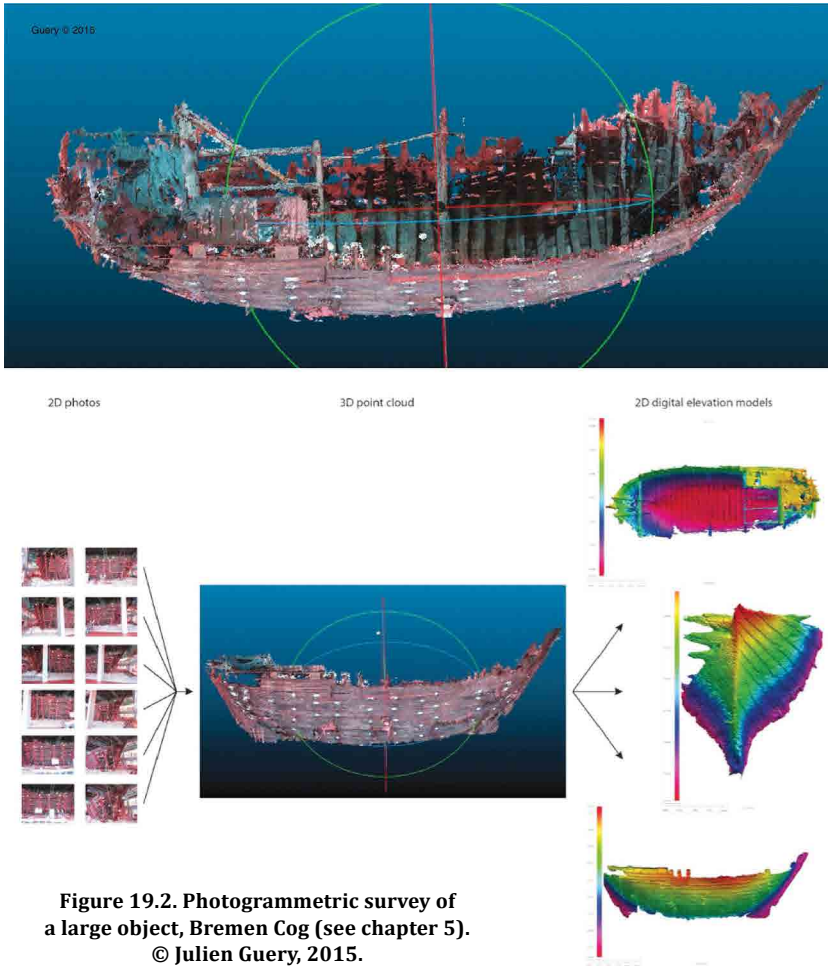 Guery © 2015
2D photos
3D point cloud
2D digital elevation models
Figure 19.2. Photogrammetric survey of
a large object, Bremen Cog (see chapter 5).
© Julien Guery, 2015.